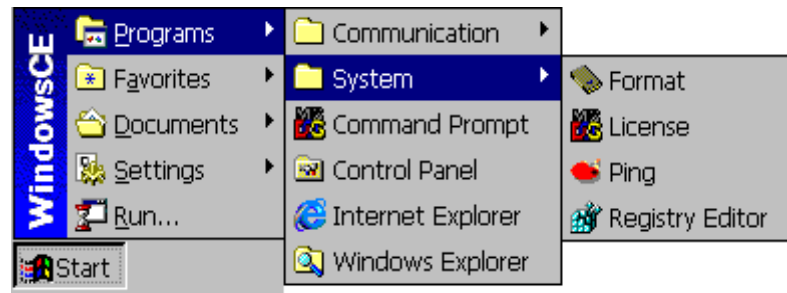 WindowsCE
Programs
Favorites
Documents
Settings
Run...
Start
Communication
System
Command Prompt
Control Panel
Internet Explorer
Windows Explorer
Format
License
Ping
Registry Editor